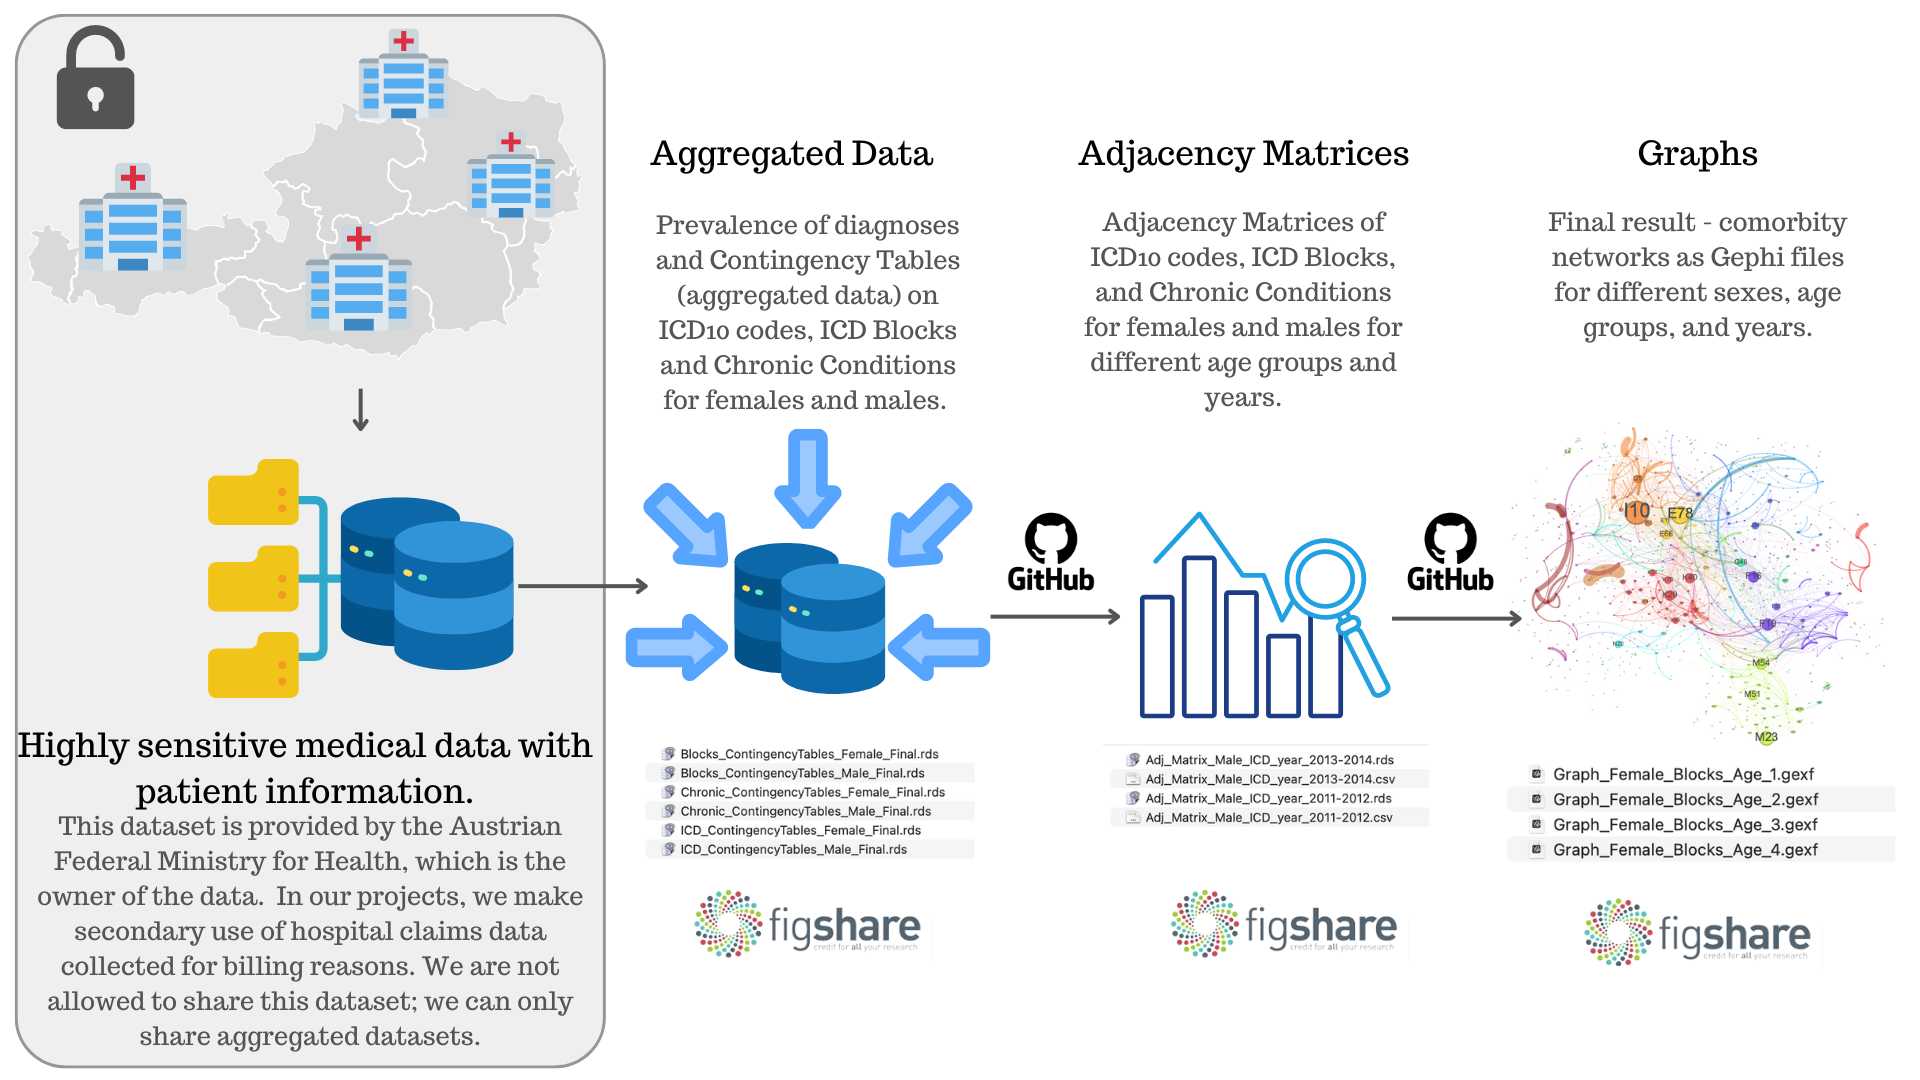 Highly sensitive medical data with
patient information.
This dataset is provided by the Austrian
Federal Ministry for Health, which is the
owner of the data.  In our projects, we make
secondary use of hospital claims data
collected for billing reasons. We are not
allowed to share this dataset; we can only
share aggregated datasets.
Aggregated Data
Prevalence of diagnoses
and Contingency Tables
(aggregated data) on
ICD10 codes, ICD Blocks
and Chronic Conditions
for females and males.
Blocks_ContingencyTables_Female_Final.rds
Blocks_ContingencyTables_Male_Final.rds
Chronic_ContingencyTables_Female_Final.rds
Chronic_ContingencyTables_Male_Final.rds
ICD_ContingencyTables_Female_Final.rds
ICD_ContingencyTables_Male_Final.rds
figshare
credit for all your research
GitHub
Adjacency Matrices
Adjacency Matrices of
ICD10 codes, ICD Blocks,
and Chronic Conditions
for females and males for
different age groups and
years.
Adj_Matrix_Male_ICD_year_2013-2014.rds
Adj_Matrix_Male_ICD_year_2013-2014.csv
Adj_Matrix_Male_ICD_year_2011-2012.rds
Adj_Matrix_Male_ICD_year_2011-2012.csv
figshare
credit for all your research
GitHub
Graphs
Final result - comorbity
networks as Gephi files
for different sexes, age
groups, and years.
I10
E78
E66
K40
K29
F10
M54
M51
M23
Graph_Female_Blocks_Age_1.gexf
Graph_Female_Blocks_Age_2.gexf
Graph_Female_Blocks_Age_3.gexf
Graph_Female_Blocks_Age_4.gexf
figshare
credit for all your research